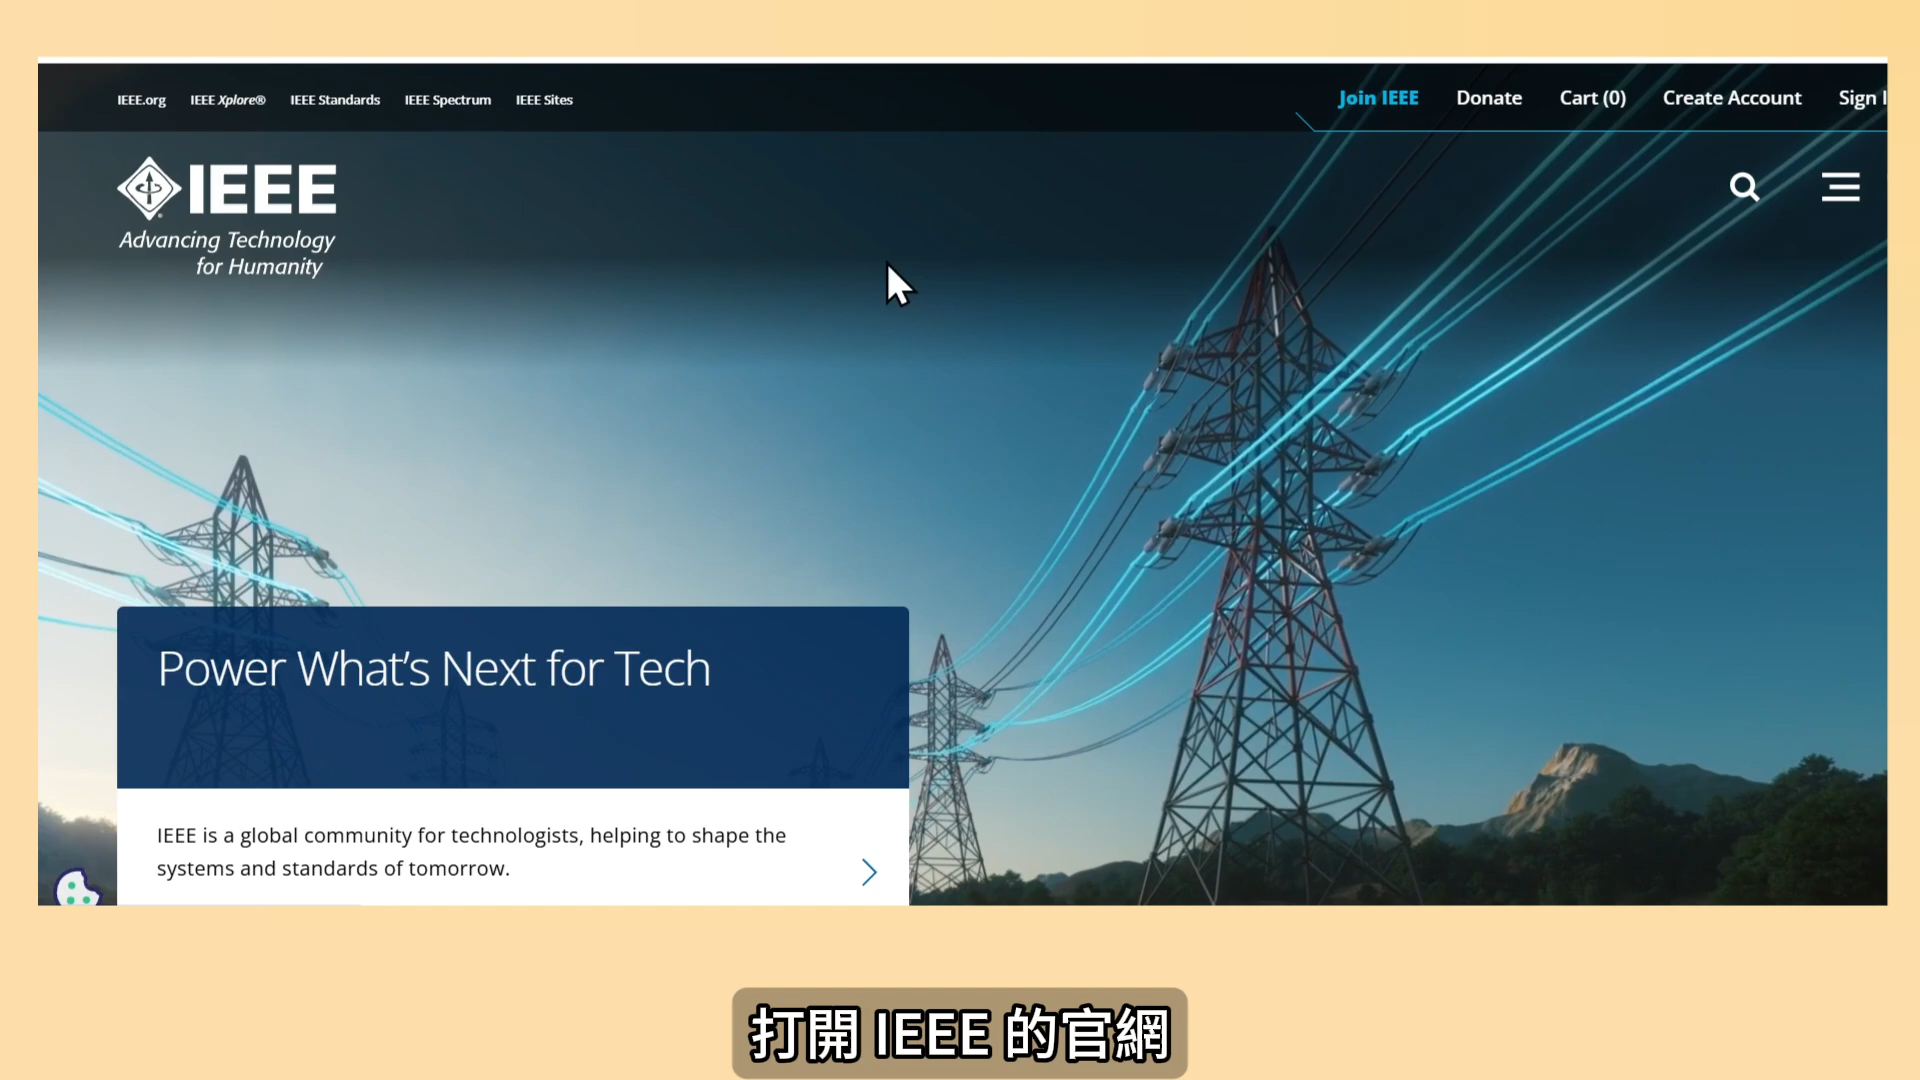 IEEE.org IEEE Xplore® IEEE Standards IEEE Spectrum IEEE Sites
Join IEEE Donate Cart (0) Create Account Sign I
IEEE
Advancing Technology
for Humanity
Power What's Next for Tech
IEEE is a global community for technologists, helping to shape the
systems and standards of tomorrow.
打開 IEEE 的官網